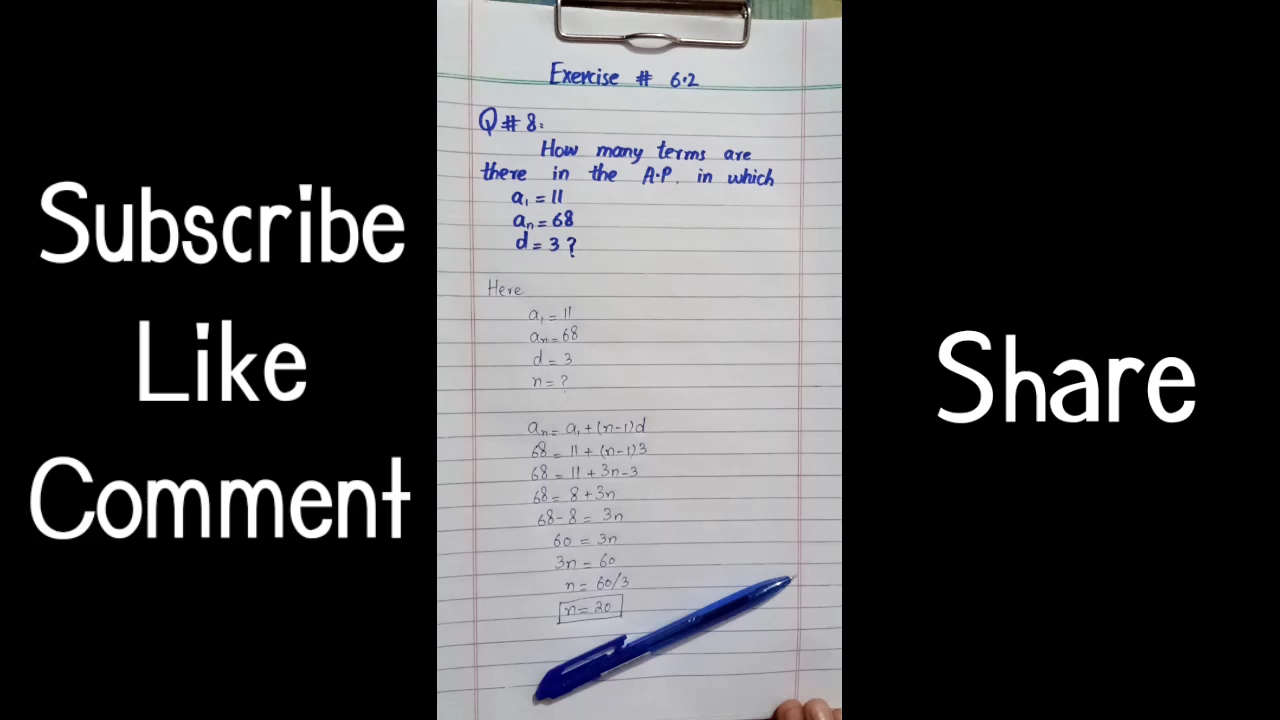 Subscribe
Like
Comment
Exercise # 6.2
Q # 8.
How many terms are
there in the A.P. in which
a₁ = 11
aₙ = 68
d = 3 ?
Here
a₁ = 11
aₙ = 68
d = 3
n = ?
aₙ = a₁ + (n-1)d
68 = 11 + (n-1)3
68 = 11 + 3n-3
68 = 8 + 3n
68 - 8 = 3n
60 = 3n
3n = 60
n = 60/3
n = 20
Share